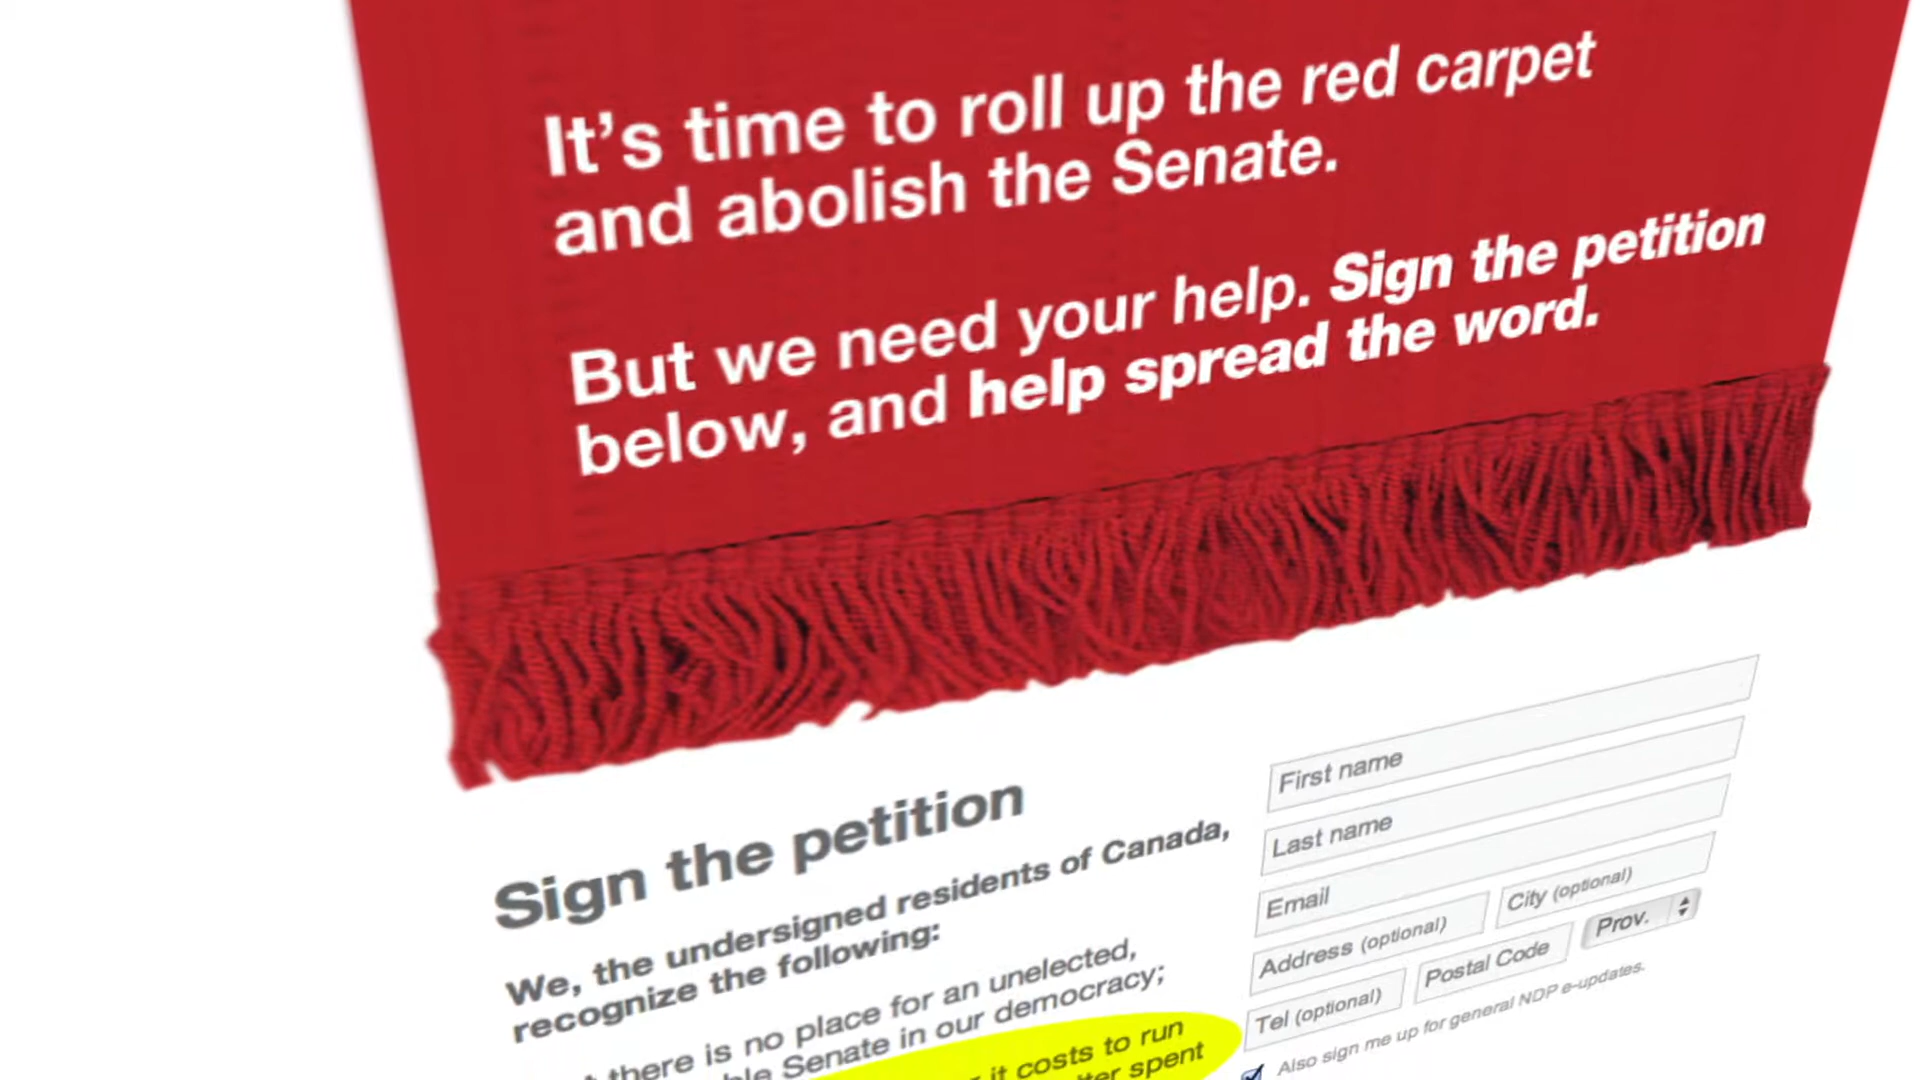 It's time to roll up the red carpet
and abolish the Senate.
But we need your help. Sign the petition
below, and help spread the word.
Sign the petition
We, the undersigned residents of Canada,
recognize the following:
there is no place for an unelected,
Senate in our democracy;
it costs to run
spent
First name
Last name
Email
Address (optional)
City (optional)
Tel (optional)
Postal Code
Prov.
Also sign me up for general NDP e-updates.